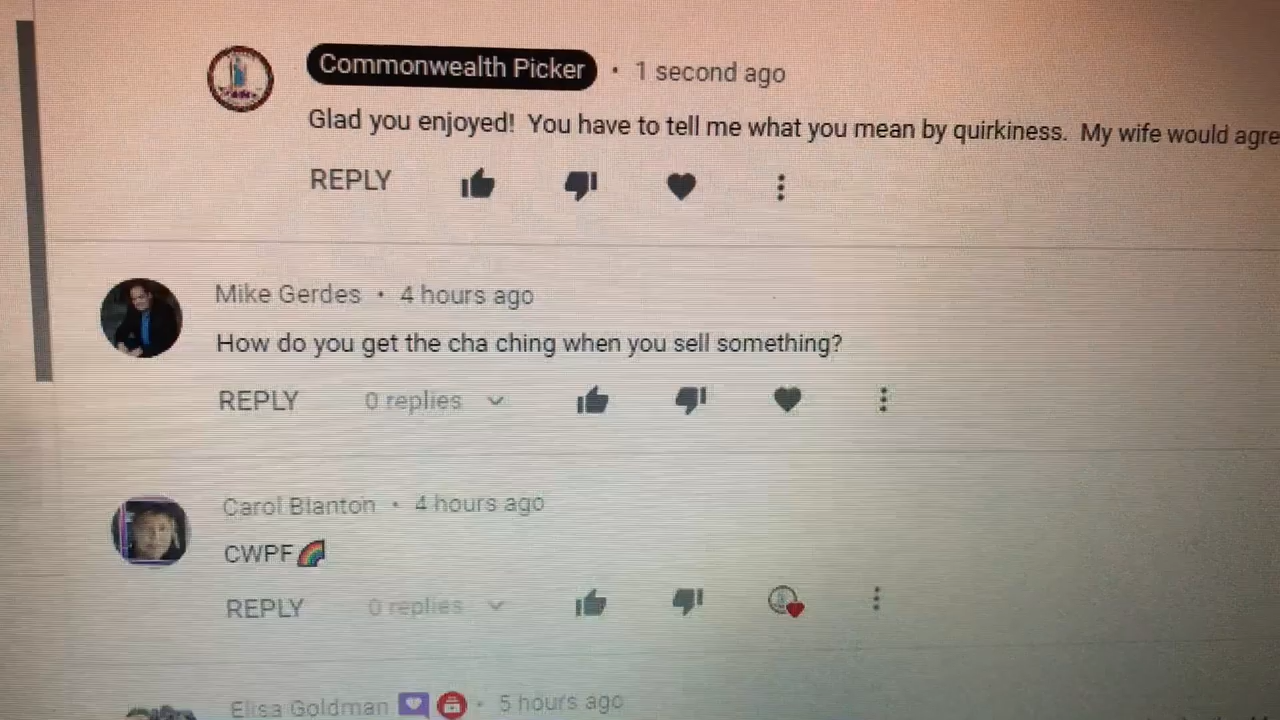 Commonwealth Picker · 1 second ago
Glad you enjoyed! You have to tell me what you mean by quirkiness. My wife would agre
REPLY
Mike Gerdes · 4 hours ago
How do you get the cha ching when you sell something?
REPLY 0 replies
Carol Blanton · 4 hours ago
CWPF🌈
REPLY 0 replies
Elisa Goldman · 5 hours ago